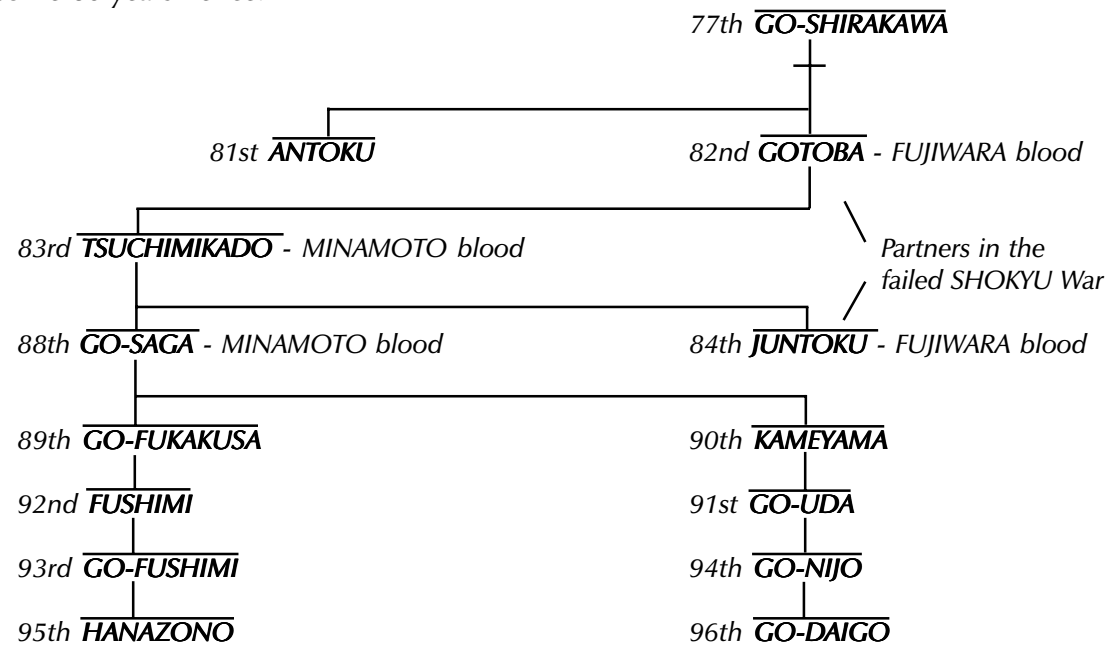 77th GO-SHIRAKAWA
81st ANTOKU
82nd GOTOBA - FUJIWARA blood
83rd TSUCHIMIKADO - MINAMOTO blood
Partners in the
failed SHOKYU War
88th GO-SAGA - MINAMOTO blood
84th JUNTOKU - FUJIWARA blood
89th GO-FUKAKUSA
90th KAMEYAMA
92nd FUSHIMI
91st GO-UDA
93rd GO-FUSHIMI
94th GO-NIJO
95th HANAZONO
96th GO-DAIGO